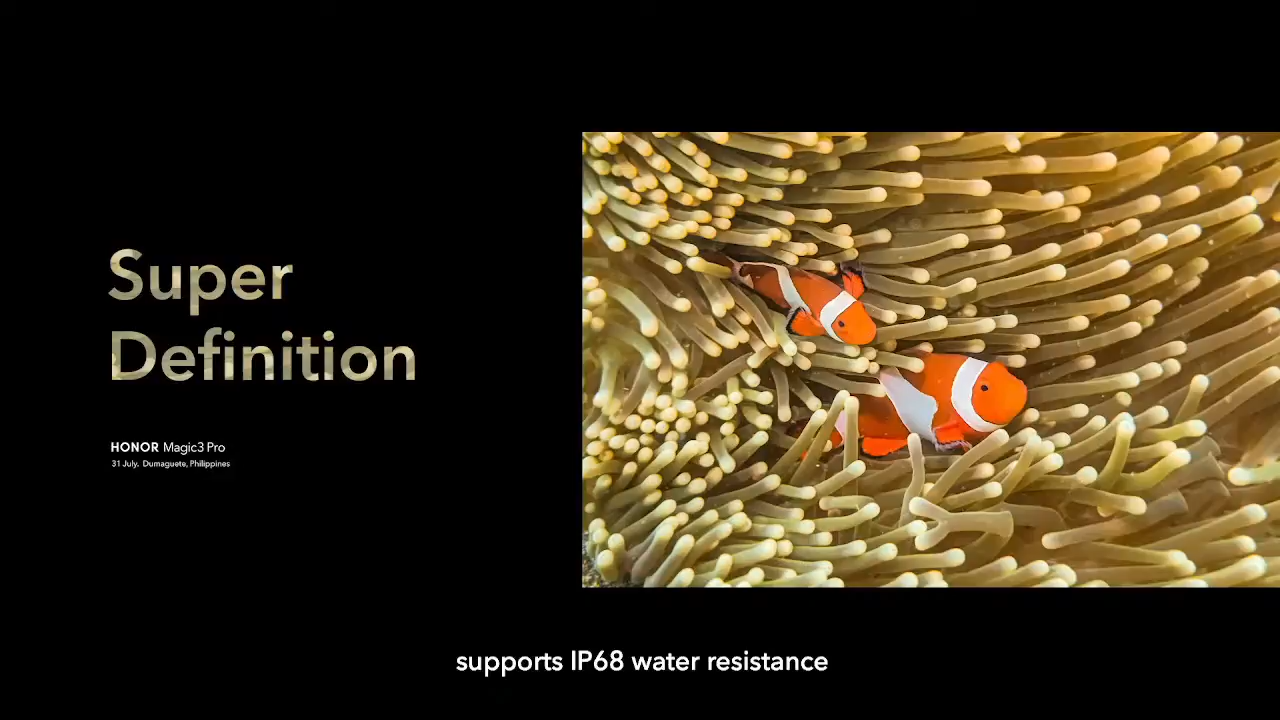 Super
Definition
HONOR Magic3 Pro
31 July. Dumaguete, Philippines
supports IP68 water resistance